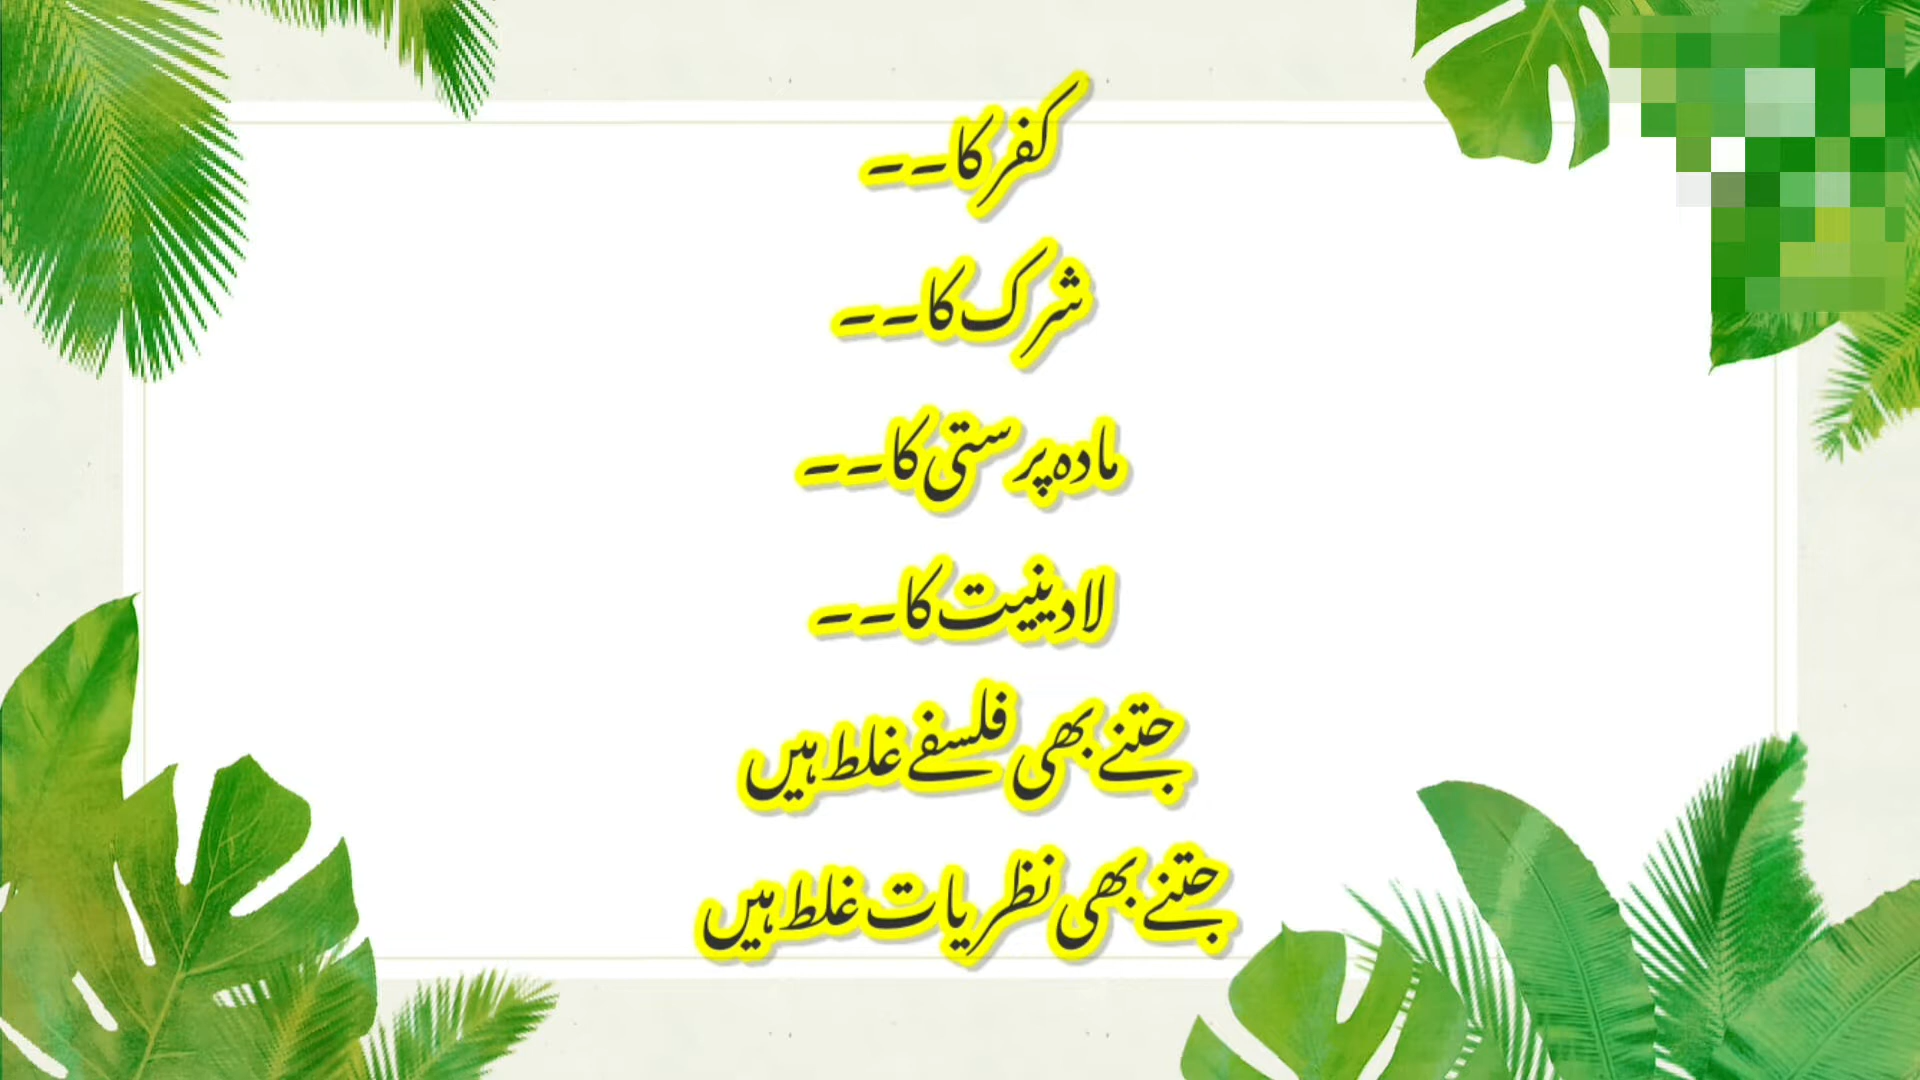 کفر کا۔۔
شرک کا۔۔
مادہ پرستی کا۔۔
لادینیت کا۔۔
جتنے بھی فلسفے غلط ہیں
جتنے بھی نظریات غلط ہیں